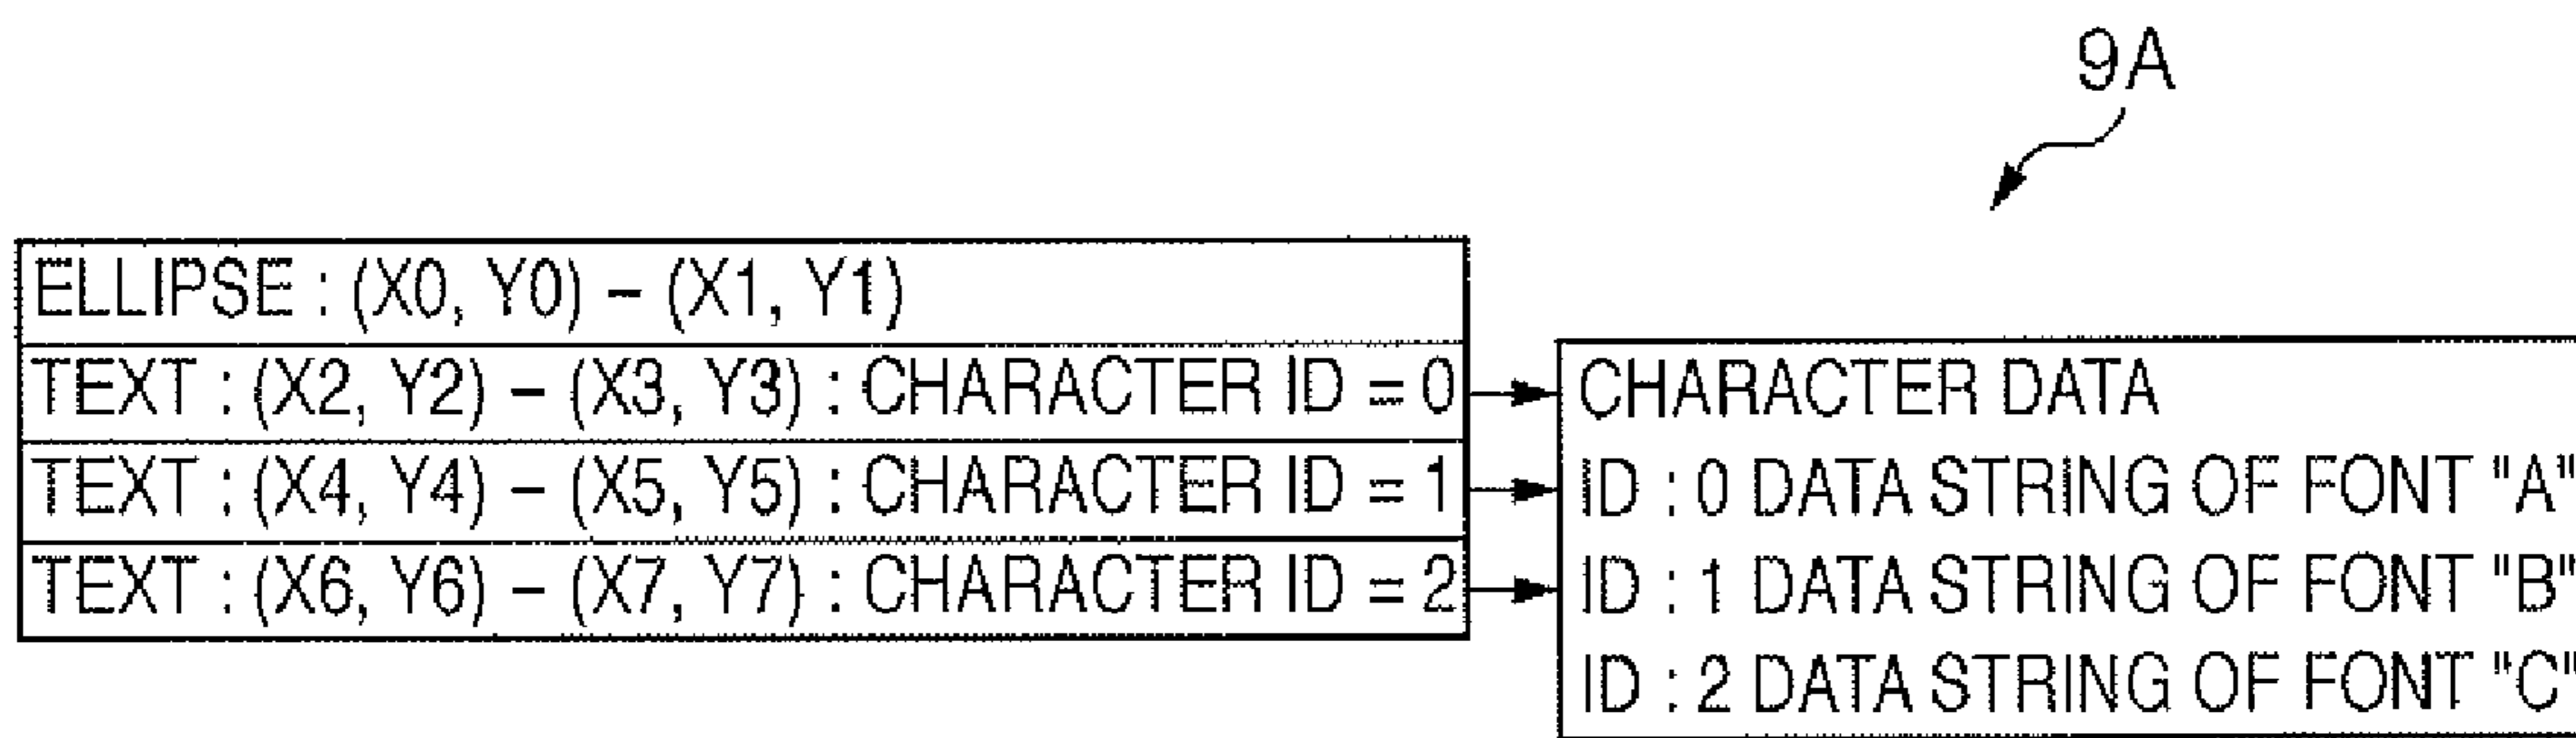 9A
ELLIPSE : (X0, Y0) – (X1, Y1)
TEXT : (X2, Y2) – (X3, Y3) : CHARACTER ID = 0
TEXT : (X4, Y4) – (X5, Y5) : CHARACTER ID = 1
TEXT : (X6, Y6) – (X7, Y7) : CHARACTER ID = 2
CHARACTER DATA
ID : 0 DATA STRING OF FONT "A"
ID : 1 DATA STRING OF FONT "B"
ID : 2 DATA STRING OF FONT "C"